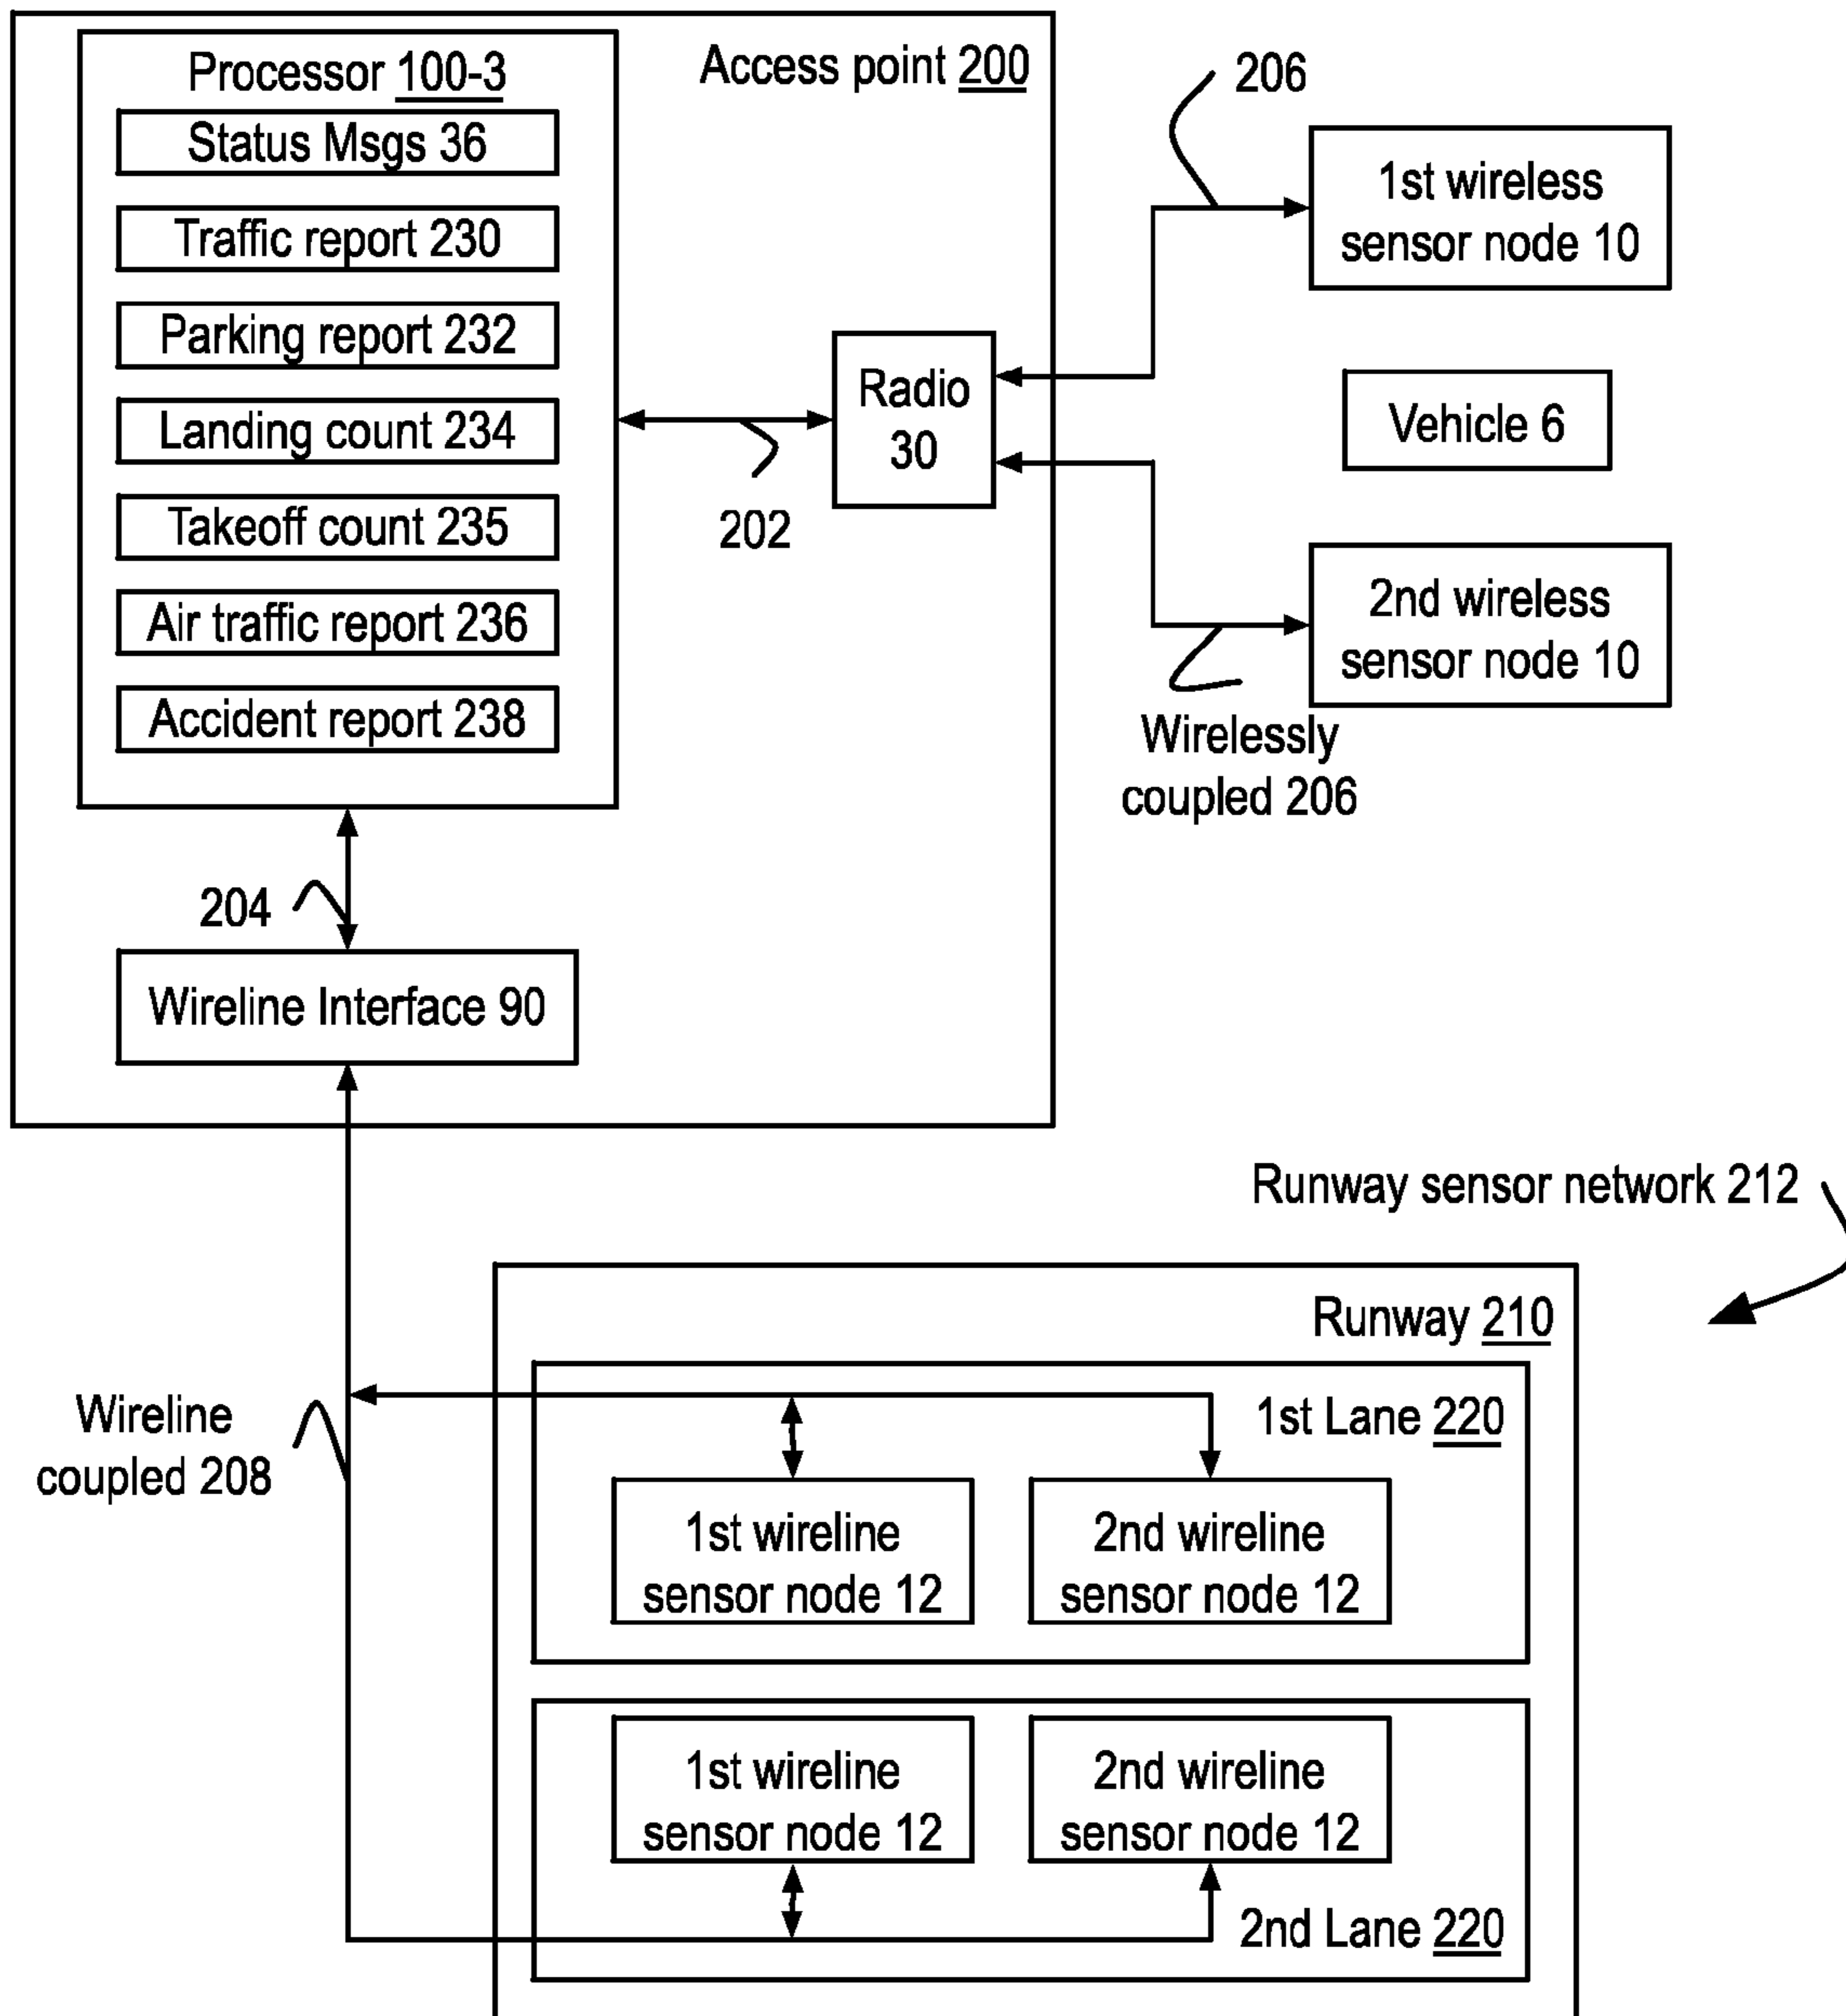 Access point 200
Processor 100-3
Status Msgs 36
Traffic report 230
Parking report 232
Landing count 234
Takeoff count 235
Air traffic report 236
Accident report 238
202
Radio
30
206
1st wireless
sensor node 10
Vehicle 6
2nd wireless
sensor node 10
Wirelessly
coupled 206
204
Wireline Interface 90
Runway sensor network 212
Runway 210
Wireline
coupled 208
1st Lane 220
1st wireline
sensor node 12
2nd wireline
sensor node 12
1st wireline
sensor node 12
2nd wireline
sensor node 12
2nd Lane 220